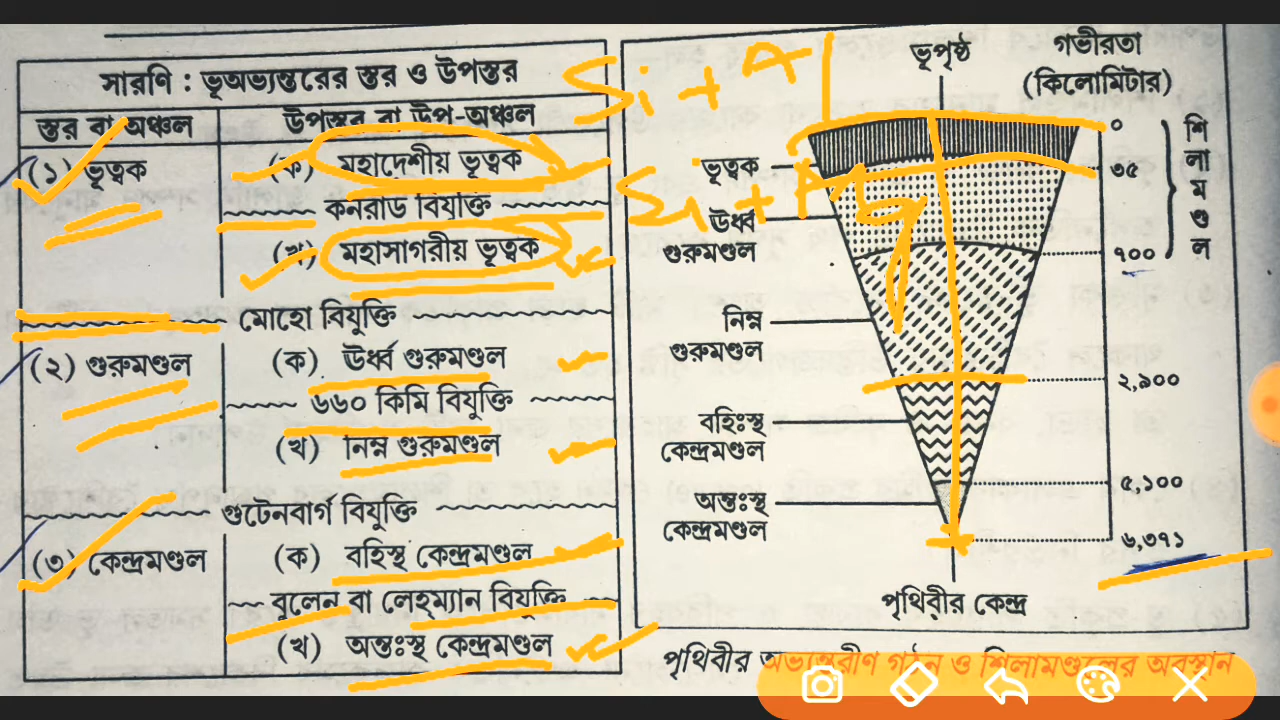 সারণি : ভূঅভ্যন্তরের স্তর ও উপস্তর
স্তর বা অঞ্চল
উপস্তর বা উপ-অঞ্চল
(১) ভূত্বক
(ক) মহাদেশীয় ভূত্বক
কনরাড বিযুক্তি
(খ) মহাসাগরীয় ভূত্বক
মোহো বিযুক্তি
(২) গুরুমণ্ডল
(ক) ঊর্ধ্ব গুরুমণ্ডল
৬৬০ কিমি বিযুক্তি
(খ) নিম্ন গুরুমণ্ডল
গুটেনবার্গ বিযুক্তি
(৩) কেন্দ্রমণ্ডল
(ক) বহিস্থ কেন্দ্রমণ্ডল
বুলেন বা লেহম্যান বিযুক্তি
(খ) অন্তঃস্থ কেন্দ্রমণ্ডল
Si + Al
Si + Mg
ভূপৃষ্ঠ
গভীরতা
(কিলোমিটার)
০
ভূত্বক
৩৫
ঊর্ধ্ব
গুরুমণ্ডল
৭০০
শিলামণ্ডল
নিম্ন
গুরুমণ্ডল
২,৯০০
বহিঃস্থ
কেন্দ্রমণ্ডল
৫,১০০
অন্তঃস্থ
কেন্দ্রমণ্ডল
৬,৩৭১
পৃথিবীর কেন্দ্র
পৃথিবীর অভ্যন্তরীণ গঠন ও শিলামণ্ডলের অবস্থান